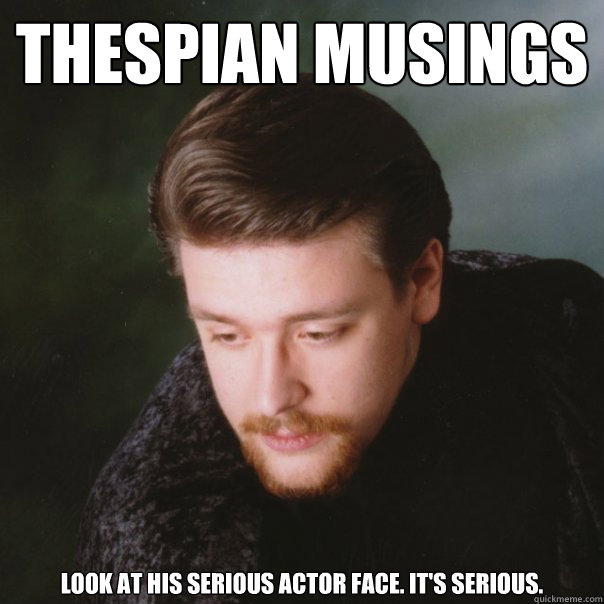 THESPIAN MUSINGS
LOOK AT HIS SERIOUS ACTOR FACE. IT'S SERIOUS.
quickmeme.com